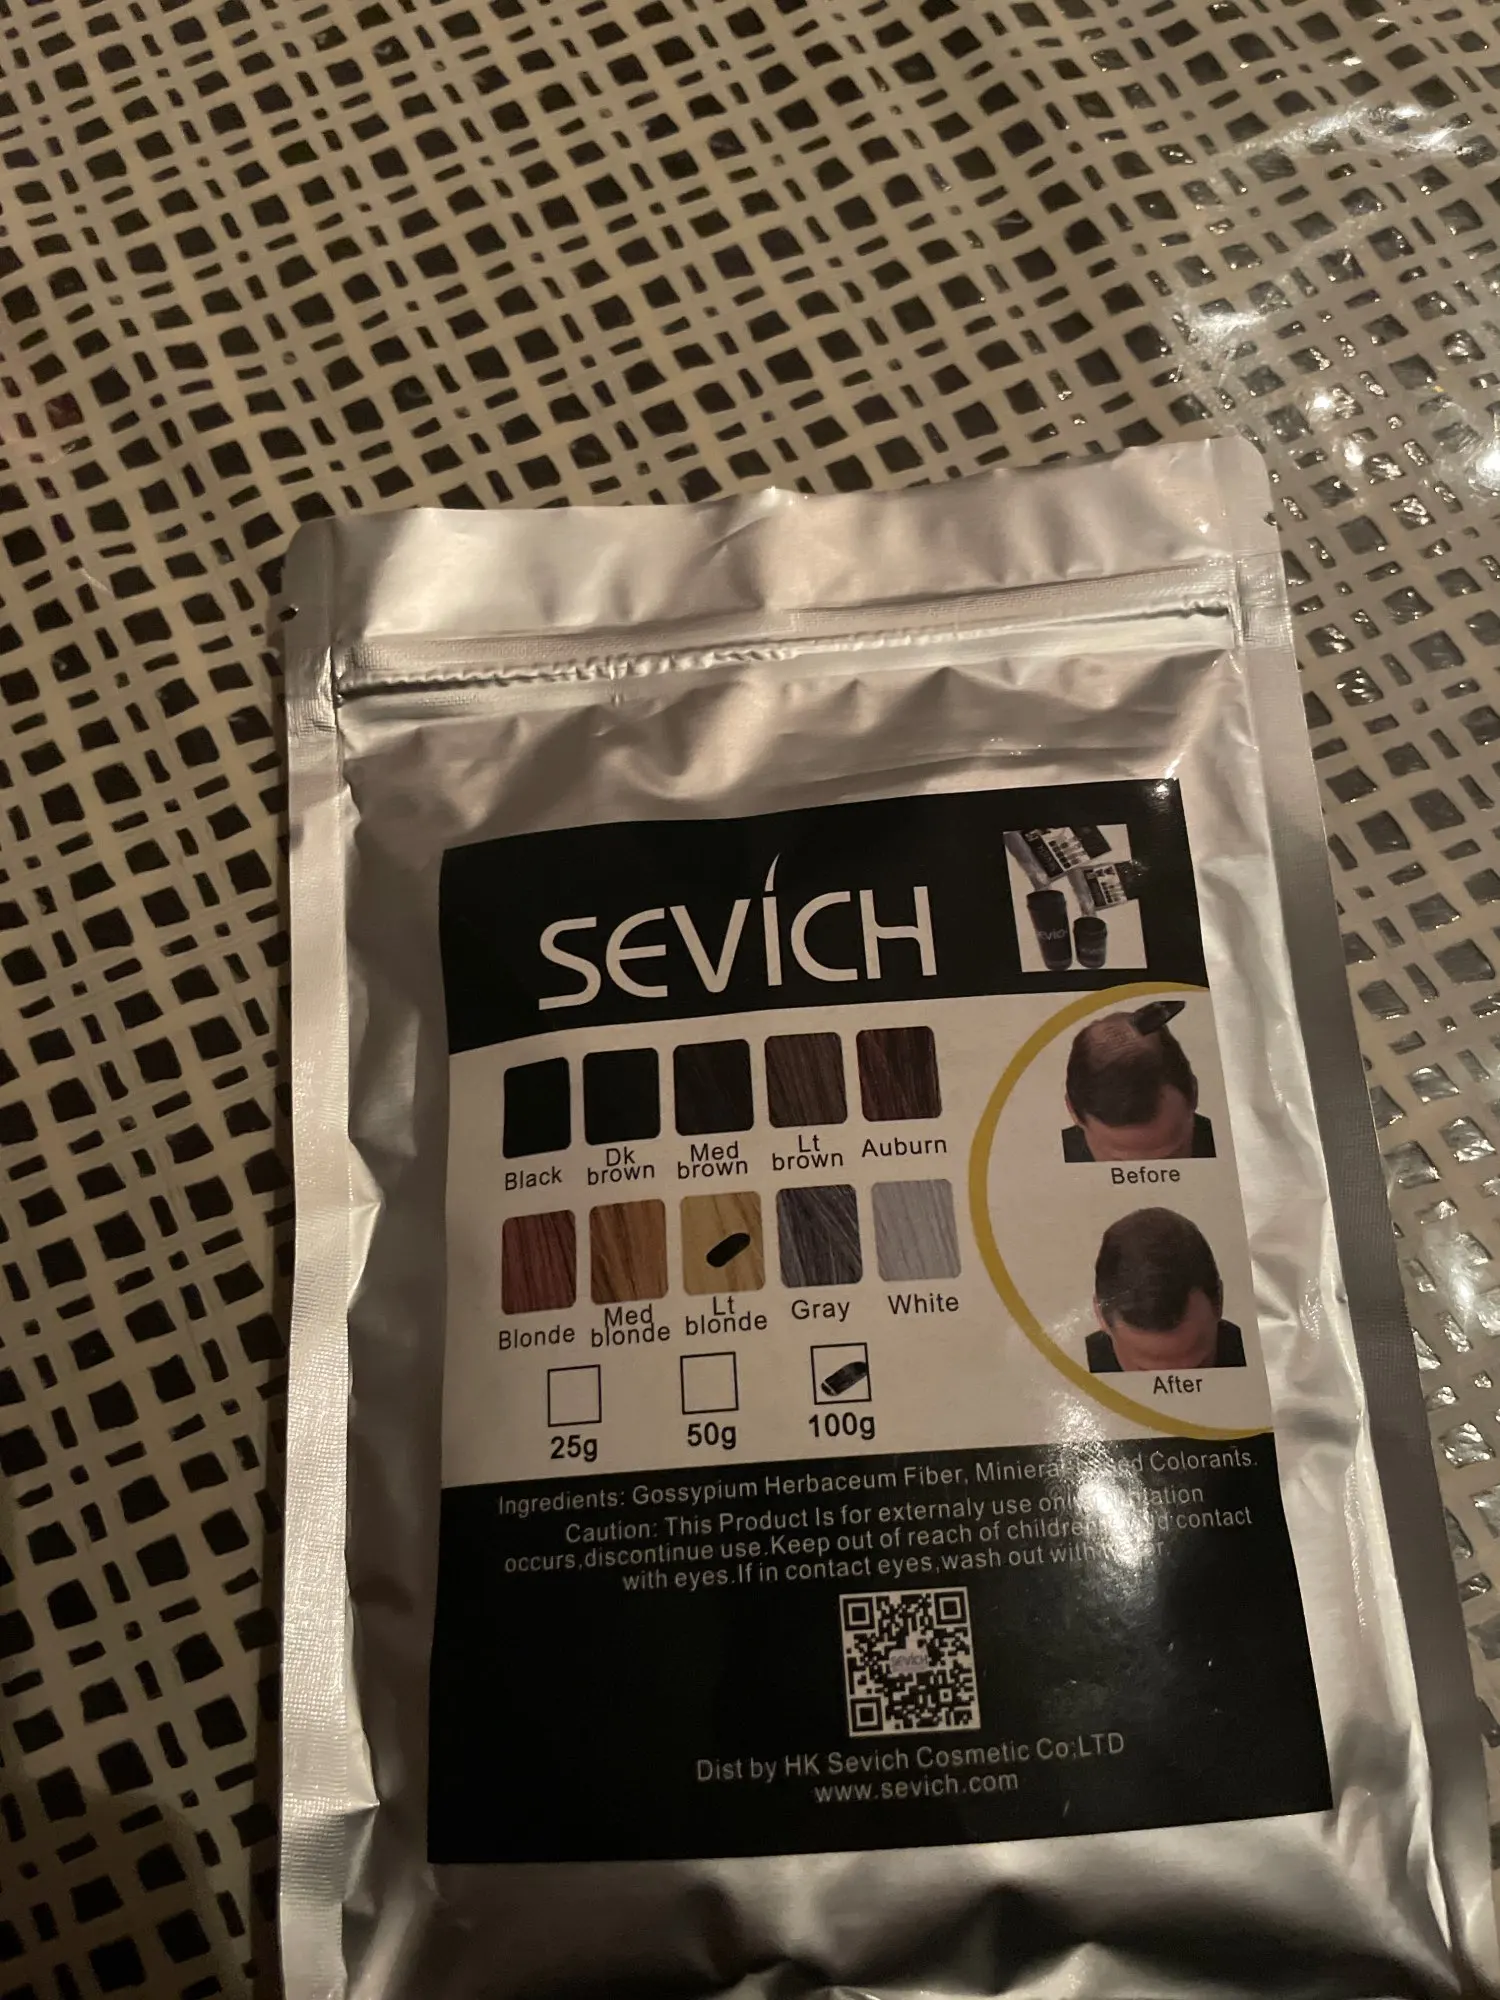 SEVICH
Black
Dk brown
Med brown
Lt brown
Auburn
Before
Blonde
Med blonde
Lt blonde
Gray
White
After
25g
50g
100g
Ingredients: Gossypium Herbaceum Fiber, Colorants.
Caution: This Product Is for externaly use
occurs,discontinue use.Keep out of reach of children contact
with eyes.If in contact eyes,wash out with
SEVICH
Dist by HK Sevich Cosmetic Co;LTD
www.sevich.com